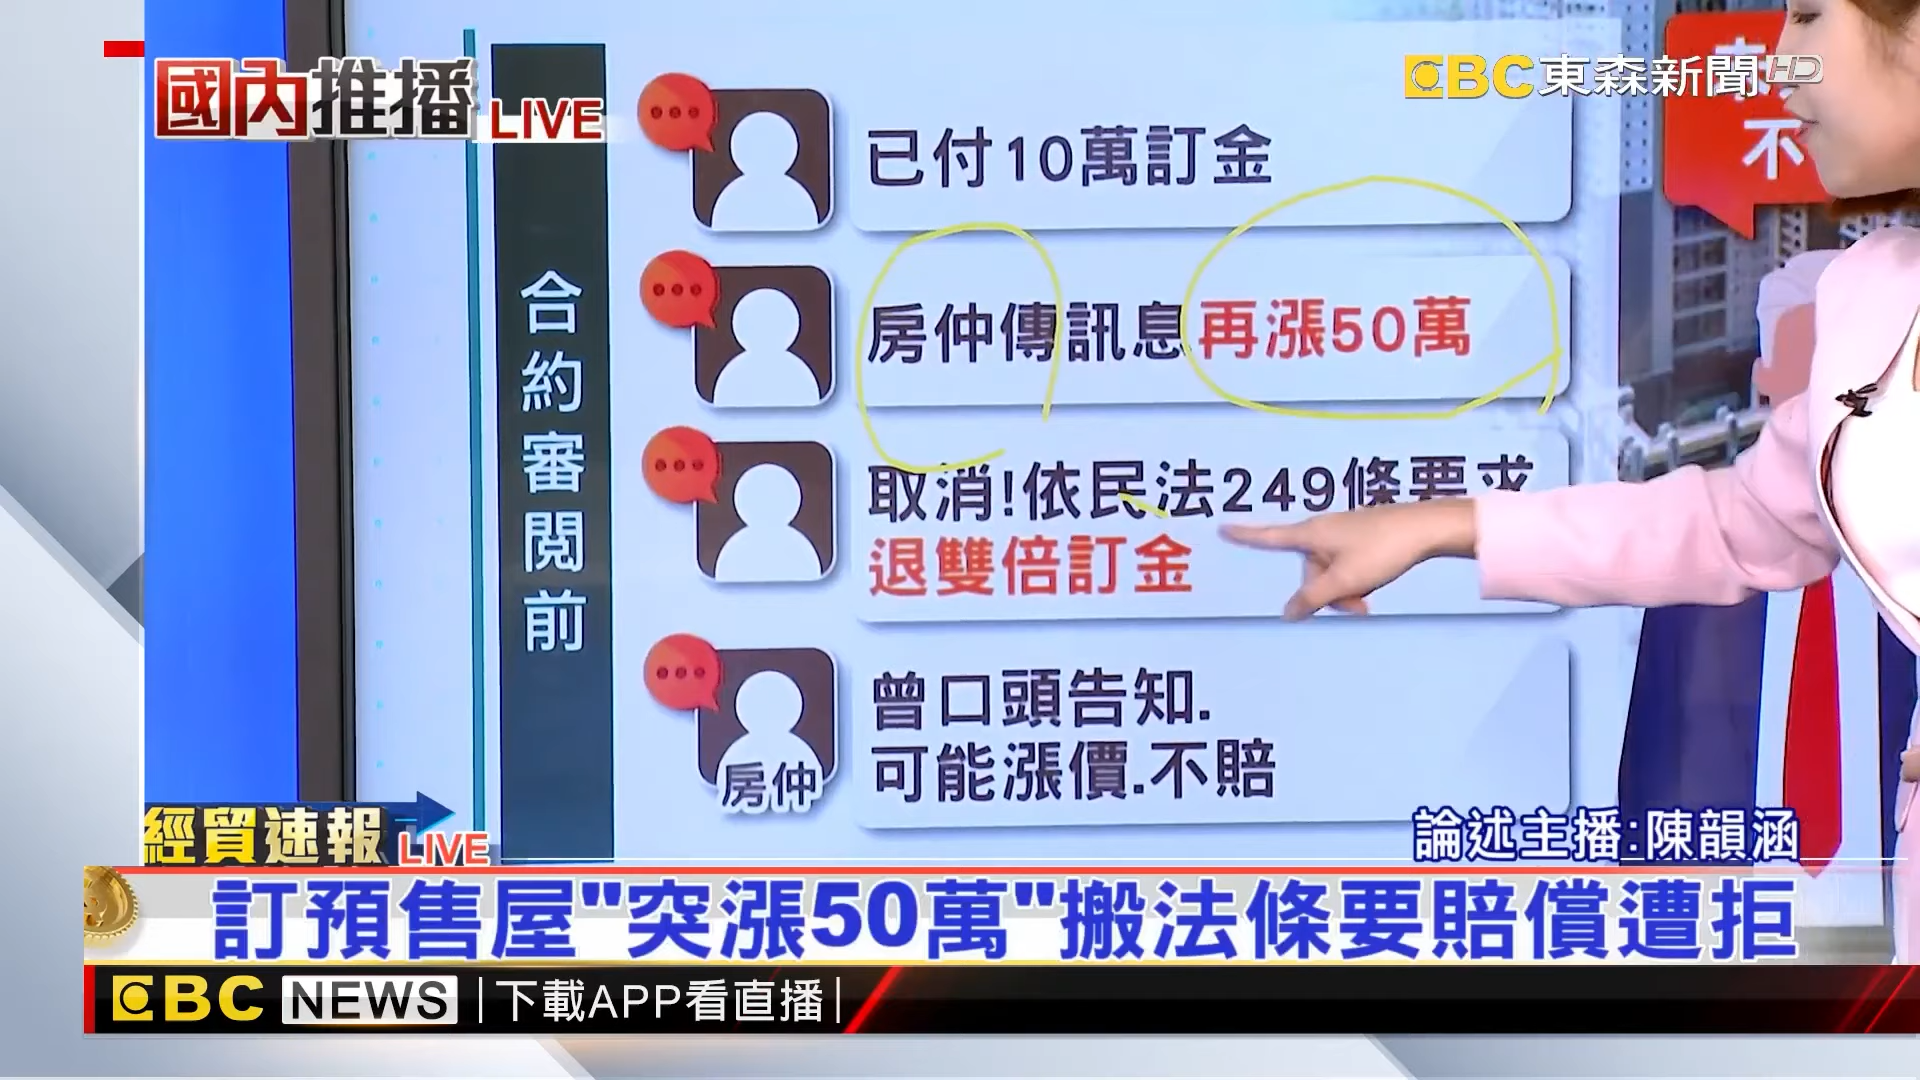 國內推播 LIVE
EBC東森新聞HD
不
合約審閱前
已付10萬訂金
房仲傳訊息再漲50萬
取消!依民法249條要求
退雙倍訂金
房仲
曾口頭告知.
可能漲價.不賠
論述主播:陳韻涵
經貿速報 LIVE
訂預售屋"突漲50萬"搬法條要賠償遭拒
EBC NEWS |下載APP看直播|